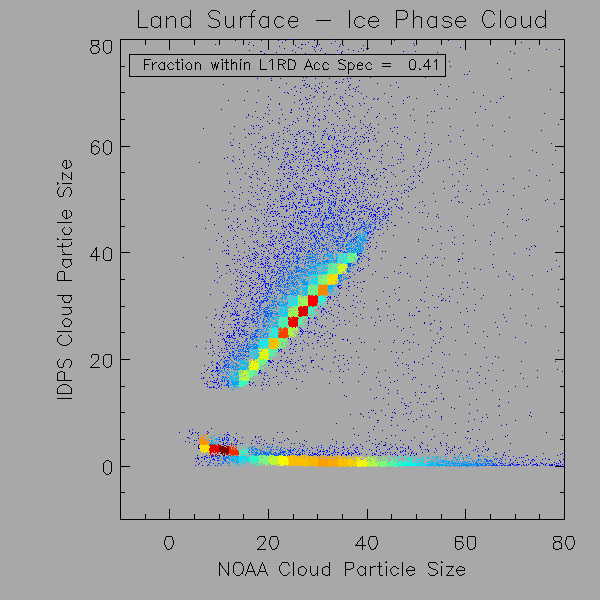 Land Surface – Ice Phase Cloud
Fraction within L1RD Acc Spec = 0.41
80
60
40
20
0
IDPS Cloud Particle Size
0 20 40 60 80
NOAA Cloud Particle Size